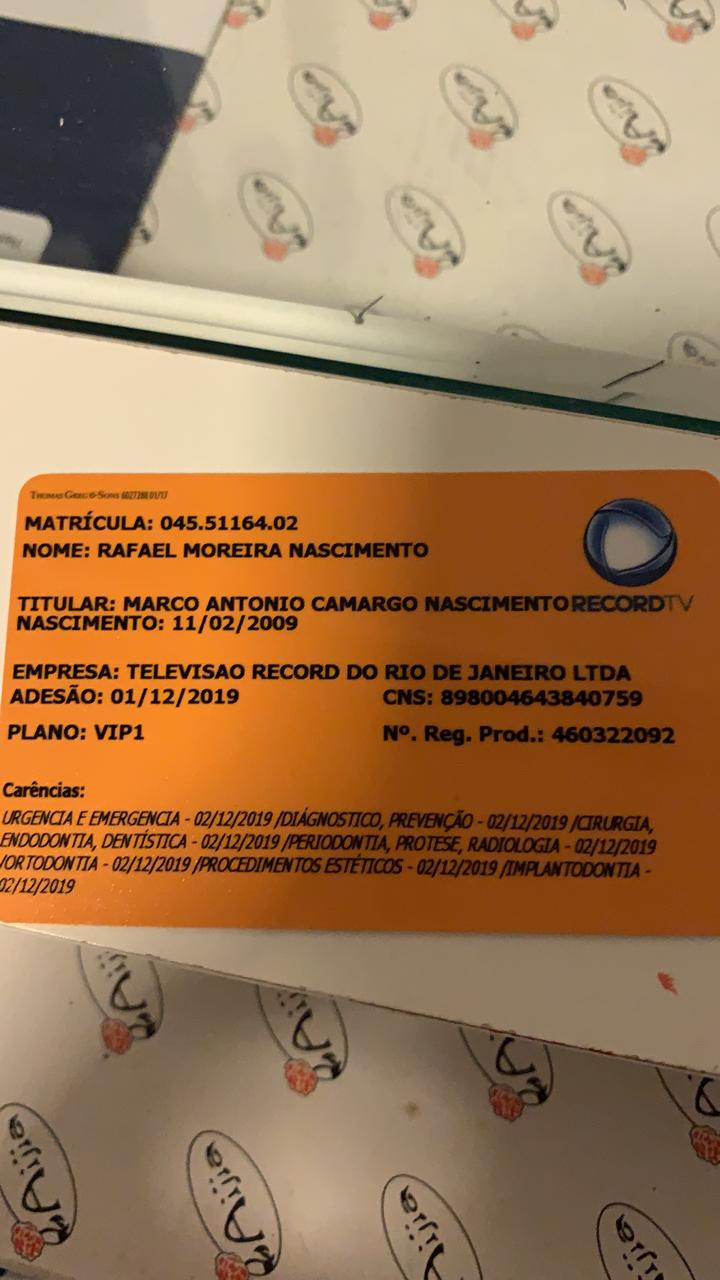 THOMAS GREG & SONS 6027288 01/17
MATRÍCULA: 045.51164.02
NOME: RAFAEL MOREIRA NASCIMENTO
TITULAR: MARCO ANTONIO CAMARGO NASCIMENTO RECORDTV
NASCIMENTO: 11/02/2009
EMPRESA: TELEVISAO RECORD DO RIO DE JANEIRO LTDA
ADESÃO: 01/12/2019 CNS: 898004643840759
PLANO: VIP1 Nº. Reg. Prod.: 460322092
Carências:
URGENCIA E EMERGENCIA - 02/12/2019 /DIÁGNOSTICO, PREVENÇÃO - 02/12/2019 /CIRURGIA,
ENDODONTIA, DENTÍSTICA - 02/12/2019 /PERIODONTIA, PROTESE, RADIOLOGIA - 02/12/2019
/ORTODONTIA - 02/12/2019 /PROCEDIMENTOS ESTÉTICOS - 02/12/2019 /IMPLANTODONTIA -
02/12/2019